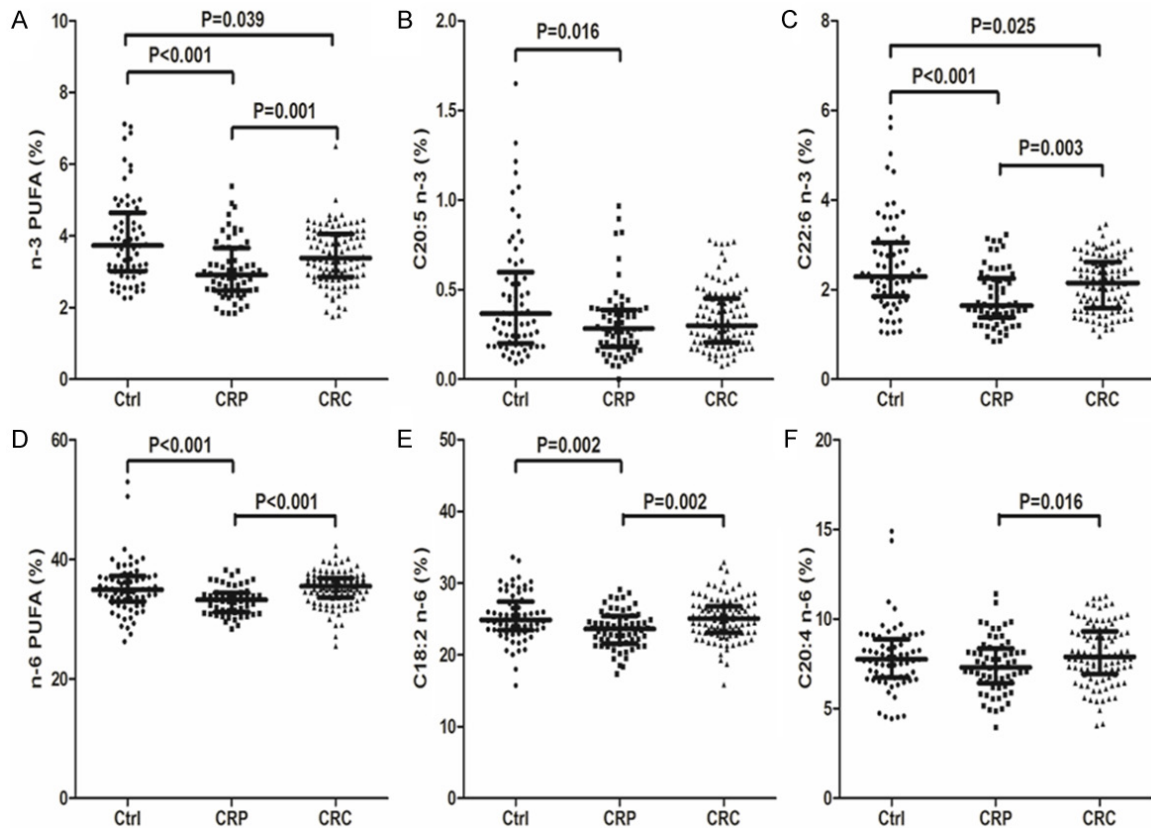 A
n-3 PUFA (%)
10
8
6
4
2
0
P=0.039
P<0.001
P=0.001
Ctrl CRP CRC
B
C20:5 n-3 (%)
2.0
1.5
1.0
0.5
0.0
P=0.016
Ctrl CRP CRC
C
C22:6 n-3 (%)
8
6
4
2
0
P=0.025
P<0.001
P=0.003
Ctrl CRP CRC
D
n-6 PUFA (%)
60
40
20
0
P<0.001
P<0.001
Ctrl CRP CRC
E
C18:2 n-6 (%)
50
40
30
20
10
0
P=0.002
P=0.002
Ctrl CRP CRC
F
C20:4 n-6 (%)
20
15
10
5
0
P=0.016
Ctrl CRP CRC